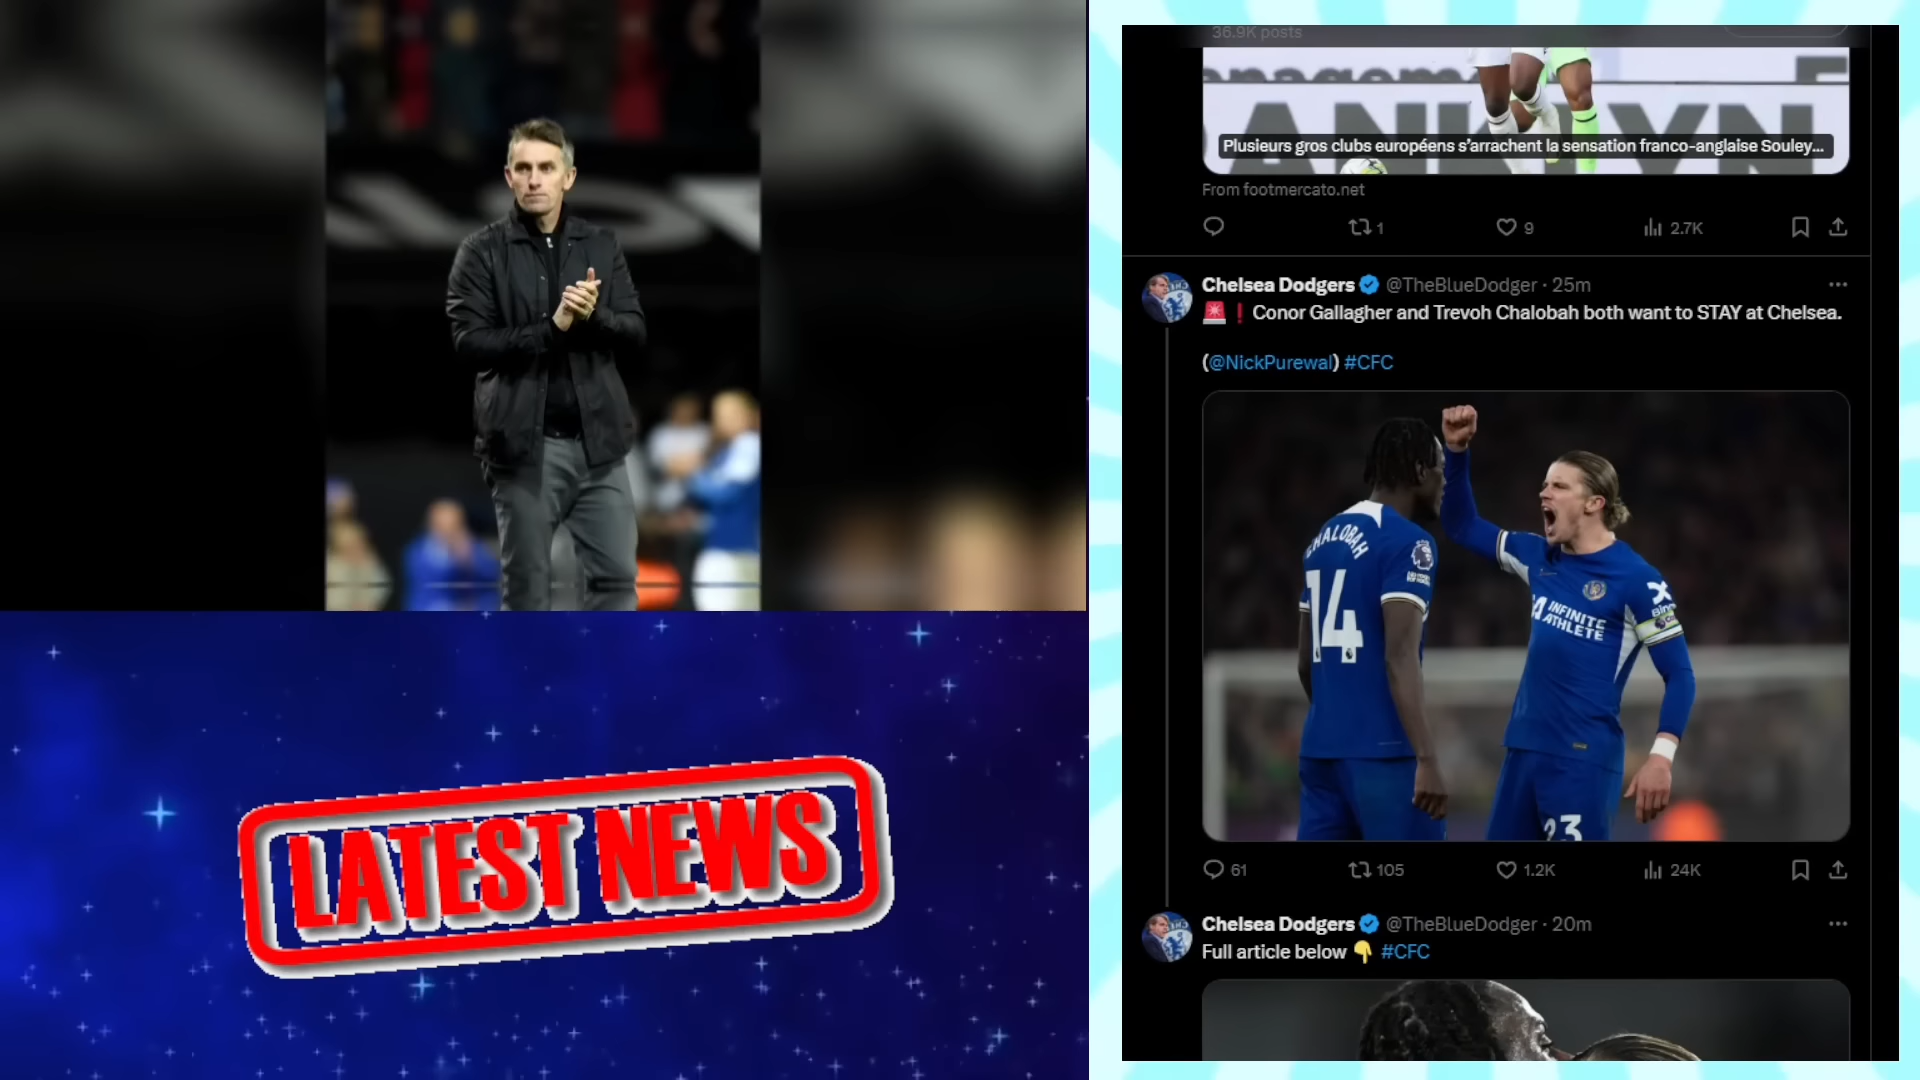 36.9K posts
Plusieurs gros clubs européens s'arrachent la sensation franco-anglaise Souley...
From footmercato.net
1
9
2.7K
Chelsea Dodgers @TheBlueDodger · 25m
🚨❗ Conor Gallagher and Trevoh Chalobah both want to STAY at Chelsea.
(@NickPurewal) #CFC
CHALOBAH
14
INFINITE
ATHLETE
23
61
105
1.2K
24K
Chelsea Dodgers @TheBlueDodger · 20m
Full article below 👇 #CFC
LATEST NEWS